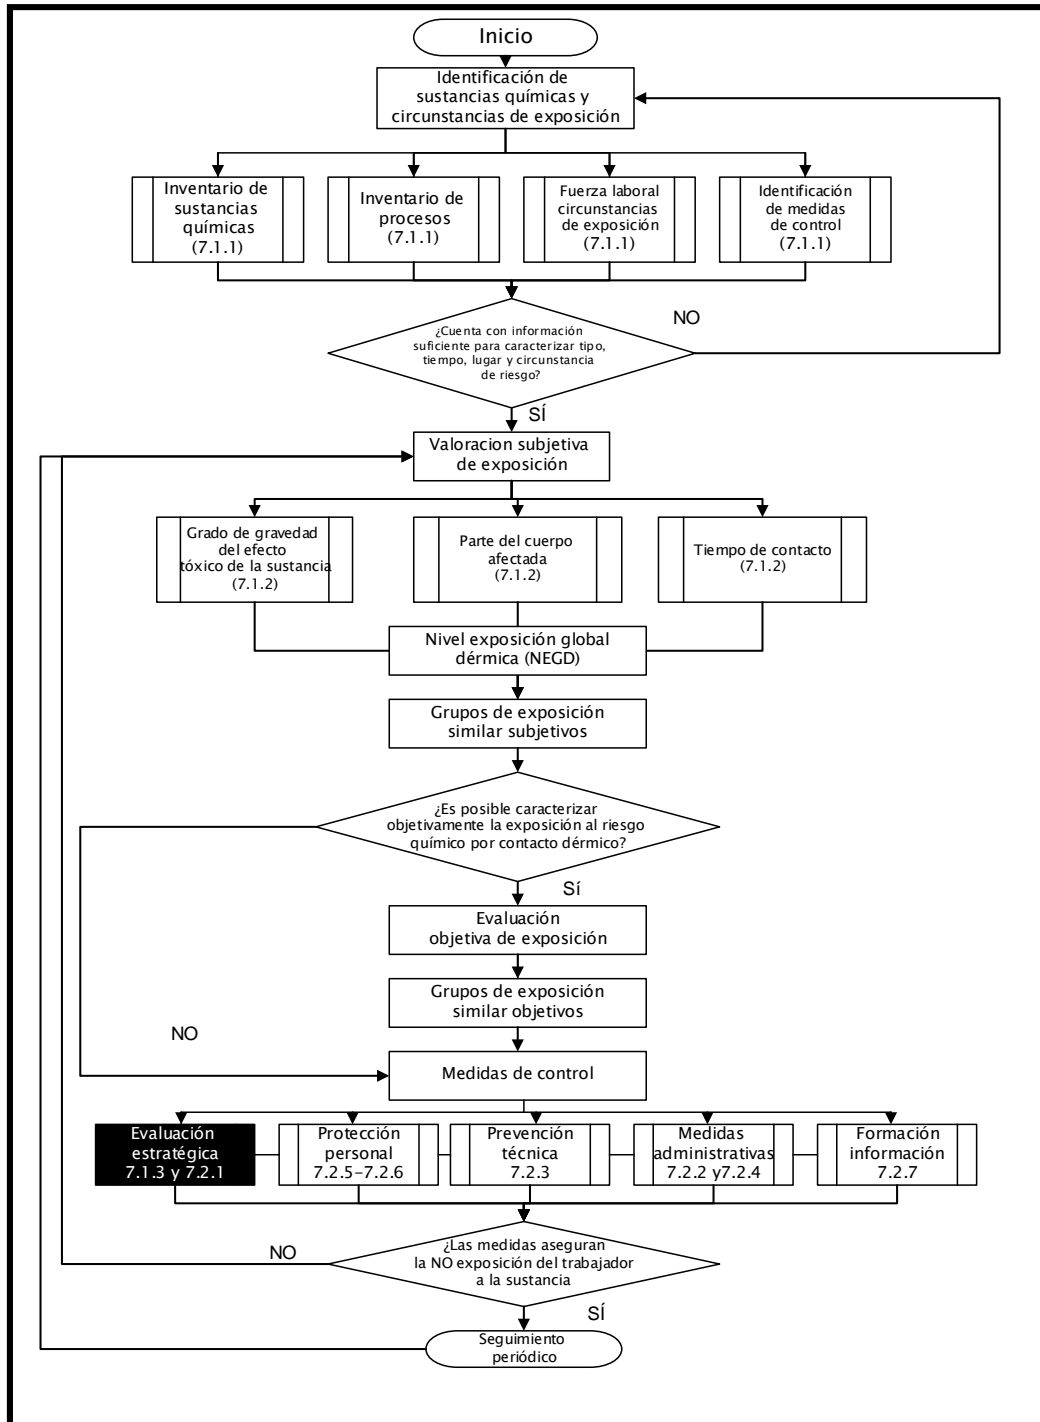 Inicio
Identificación de
sustancias químicas y
circunstancias de exposición
Inventario de
sustancias
químicas
(7.1.1)
Inventario de
procesos
(7.1.1)
Fuerza laboral
circunstancias
de exposición
(7.1.1)
Identificación
de medidas
de control
(7.1.1)
NO
¿Cuenta con información
suficiente para caracterizar tipo,
tiempo, lugar y circunstancia
de riesgo?
SÍ
Valoracion subjetiva
de exposición
Grado de gravedad
del efecto
tóxico de la sustancia
(7.1.2)
Parte del cuerpo
afectada
(7.1.2)
Tiempo de contacto
(7.1.2)
Nivel exposición global
dérmica (NEGD)
Grupos de exposición
similar subjetivos
¿Es posible caracterizar
objetivamente la exposición al riesgo
químico por contacto dérmico?
Sí
Evaluación
objetiva de exposición
Grupos de exposición
similar objetivos
NO
Medidas de control
Evaluación
estratégica
7.1.3 y 7.2.1
Protección
personal
7.2.5-7.2.6
Prevención
técnica
7.2.3
Medidas
administrativas
7.2.2 y7.2.4
Formación
información
7.2.7
NO
¿Las medidas aseguran
la NO exposición del trabajador
a la sustancia
SÍ
Seguimiento
periódico